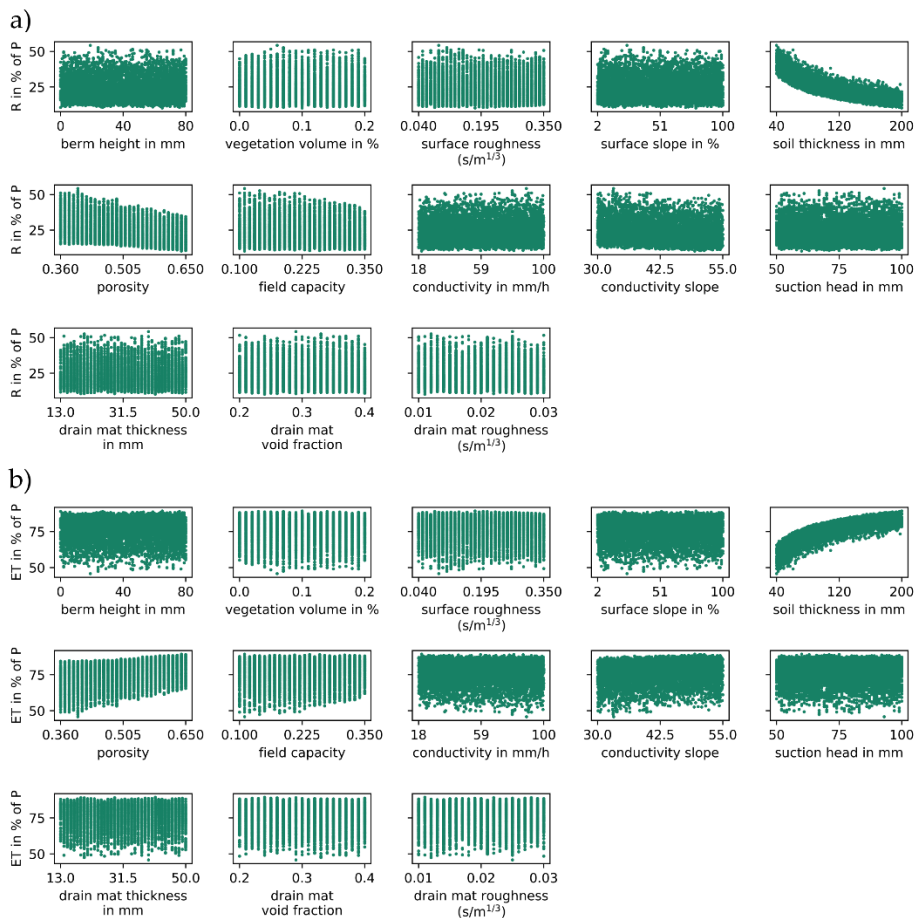 a)
R in % of P
50
25
0 40 80
berm height in mm
0.0 0.1 0.2
vegetation volume in %
0.040 0.195 0.350
surface roughness
(s/m^1/3)
2 51 100
surface slope in %
40 120 200
soil thickness in mm
R in % of P
50
25
0.360 0.505 0.650
porosity
0.100 0.225 0.350
field capacity
18 59 100
conductivity in mm/h
30.0 42.5 55.0
conductivity slope
50 75 100
suction head in mm
R in % of P
50
25
13.0 31.5 50.0
drain mat thickness
in mm
0.2 0.3 0.4
drain mat
void fraction
0.01 0.02 0.03
drain mat roughness
(s/m^1/3)
b)
ET in % of P
75
50
0 40 80
berm height in mm
0.0 0.1 0.2
vegetation volume in %
0.040 0.195 0.350
surface roughness
(s/m^1/3)
2 51 100
surface slope in %
40 120 200
soil thickness in mm
ET in % of P
75
50
0.360 0.505 0.650
porosity
0.100 0.225 0.350
field capacity
18 59 100
conductivity in mm/h
30.0 42.5 55.0
conductivity slope
50 75 100
suction head in mm
ET in % of P
75
50
13.0 31.5 50.0
drain mat thickness
in mm
0.2 0.3 0.4
drain mat
void fraction
0.01 0.02 0.03
drain mat roughness
(s/m^1/3)